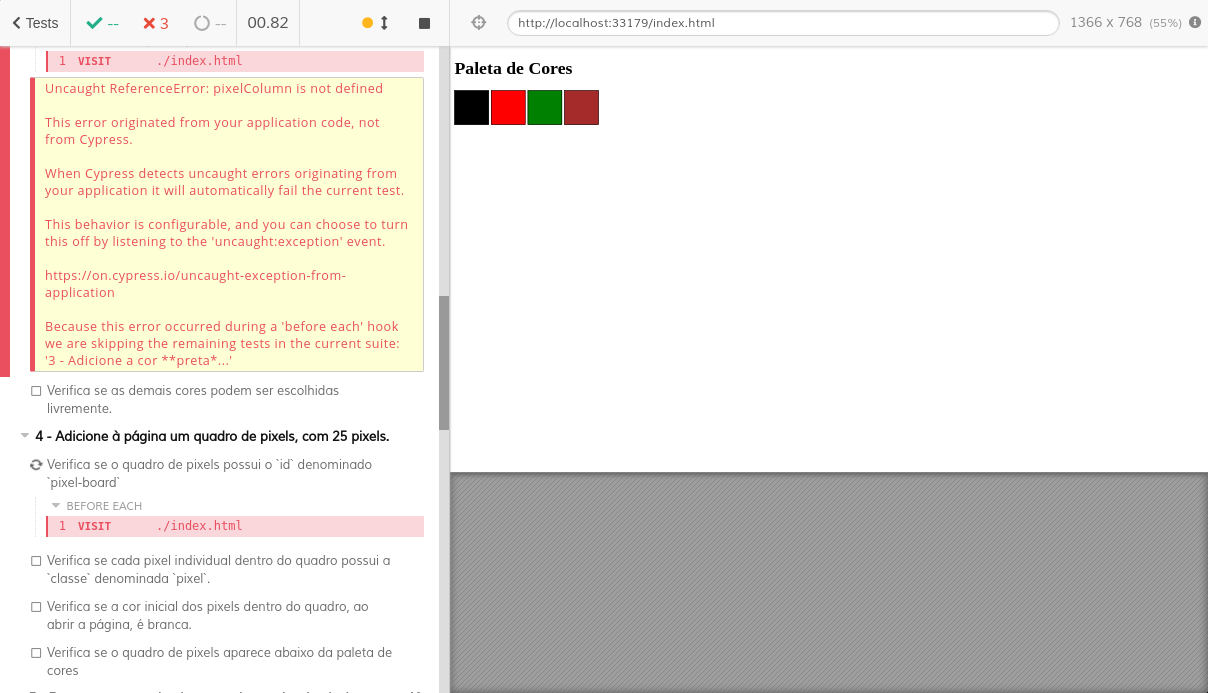 Tests
--
3
--
00.82
http://localhost:33179/index.html
1366 x 768 (55%)
1 VISIT ./index.html
Uncaught ReferenceError: pixelColumn is not defined
This error originated from your application code, not
from Cypress.
When Cypress detects uncaught errors originating from
your application it will automatically fail the current test.
This behavior is configurable, and you can choose to turn
this off by listening to the 'uncaught:exception' event.
https://on.cypress.io/uncaught-exception-from-
application
Because this error occurred during a 'before each' hook
we are skipping the remaining tests in the current suite:
'3 - Adicione a cor **preta*...'
Verifica se as demais cores podem ser escolhidas
livremente.
4 - Adicione à página um quadro de pixels, com 25 pixels.
Verifica se o quadro de pixels possui o `id` denominado
`pixel-board`
BEFORE EACH
1 VISIT ./index.html
Verifica se cada pixel individual dentro do quadro possui a
`classe` denominada `pixel`.
Verifica se a cor inicial dos pixels dentro do quadro, ao
abrir a página, é branca.
Verifica se o quadro de pixels aparece abaixo da paleta de
cores
Paleta de Cores